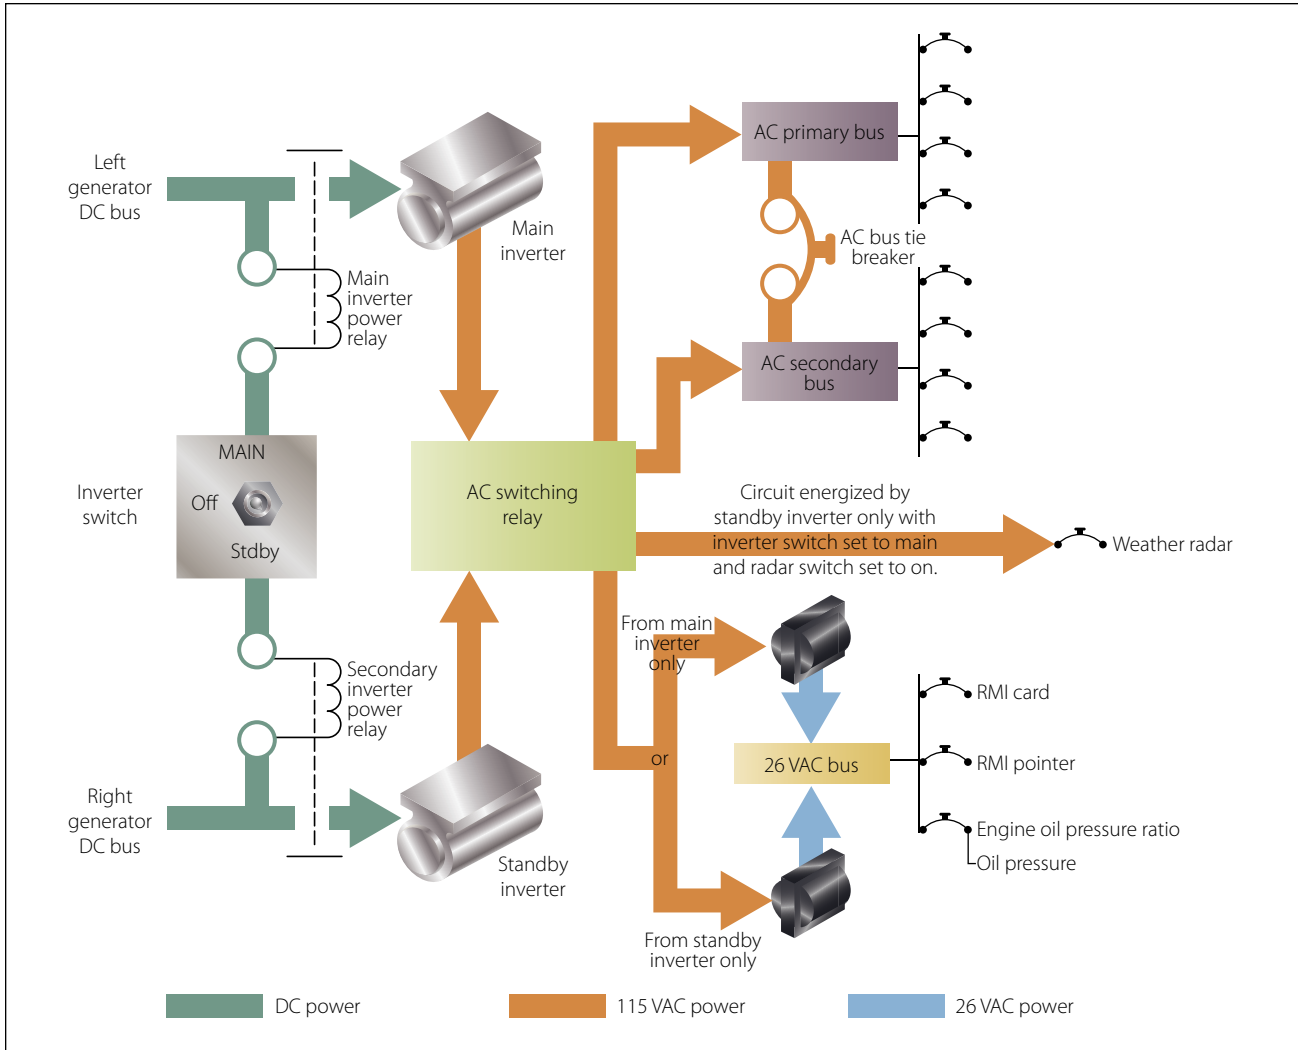 Left
generator
DC bus
Main
inverter
Main
inverter
power
relay
AC primary bus
AC bus tie
breaker
AC secondary
bus
Inverter
switch
MAIN
Off
Stdby
AC switching
relay
Circuit energized by
standby inverter only with
inverter switch set to main
and radar switch set to on.
Weather radar
From main
inverter
only
Secondary
inverter
power
relay
or
26 VAC bus
RMI card
RMI pointer
Engine oil pressure ratio
Oil pressure
Right
generator
DC bus
Standby
inverter
From standby
inverter only
DC power
115 VAC power
26 VAC power